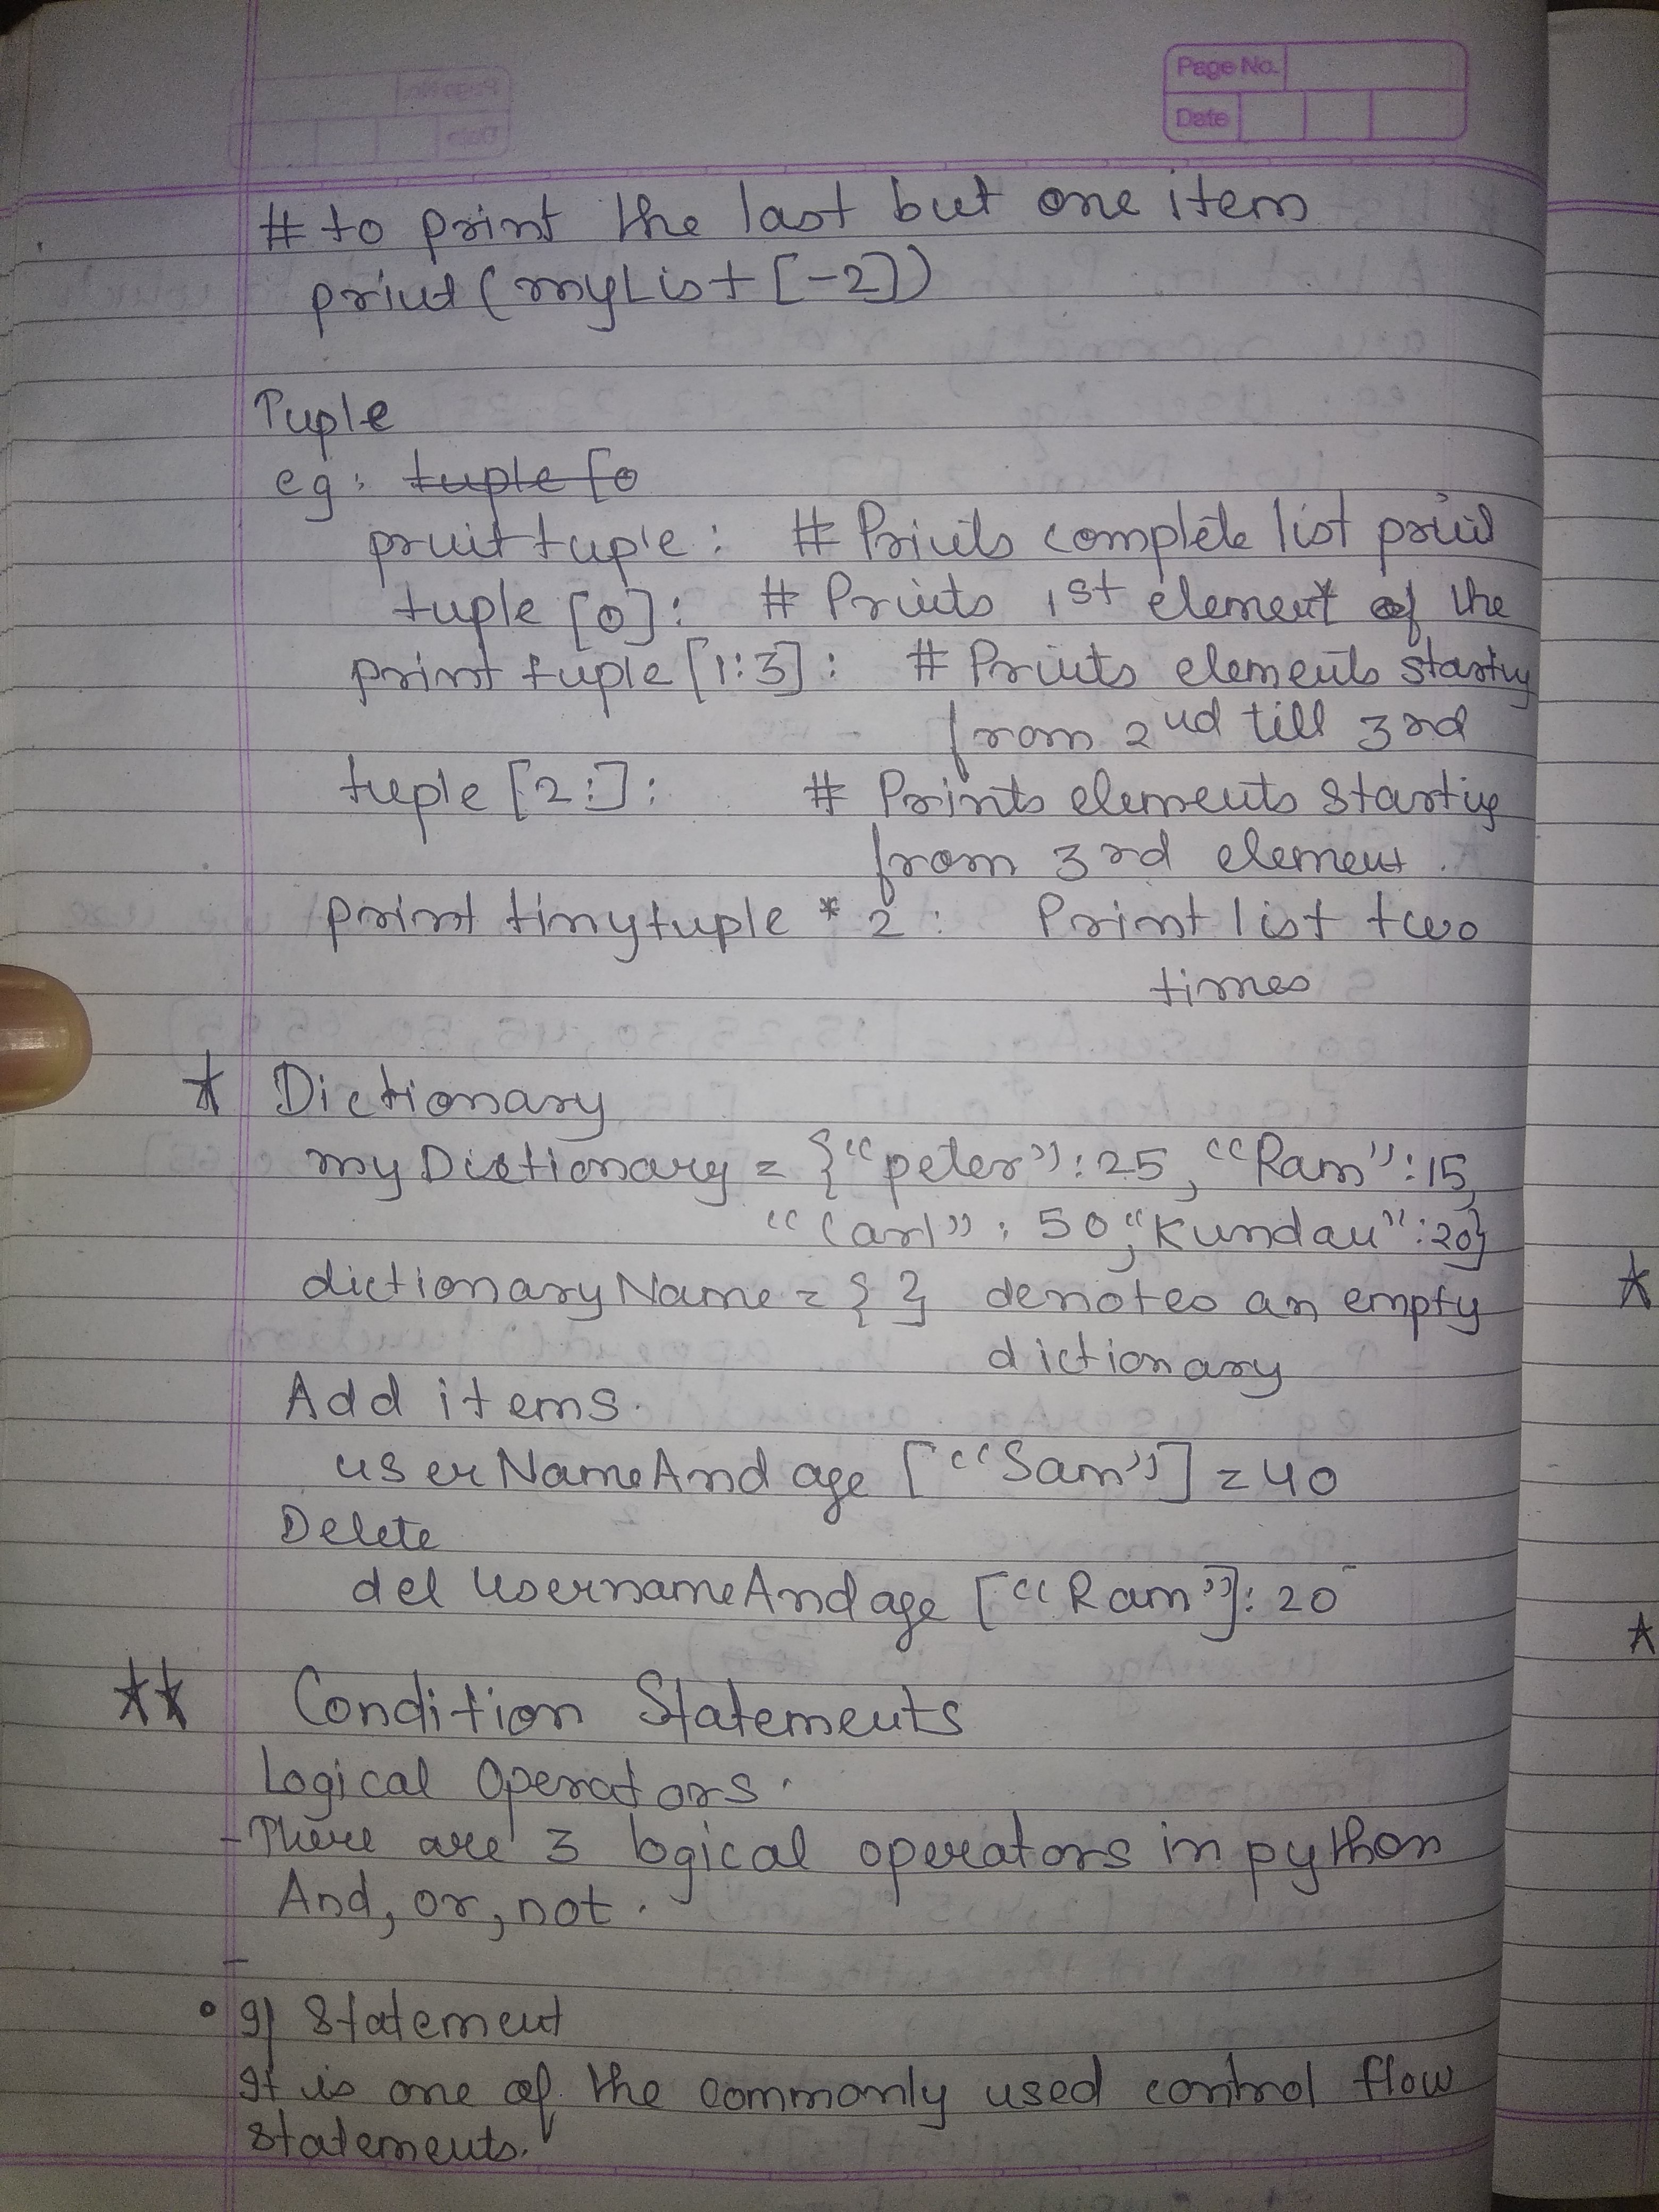 Page No.
Date
# to print the last but one item
print(myList[-2])
Tuple
eg: tuple[0
print tuple: # Prints complete list print
tuple [0]: # Prints 1st element of the
print tuple [1:3]: # Prints elements starting
from 2nd till 3rd
tuple [2:]: # Prints elements starting
from 3rd element.
print tinytuple * 2: Print list two
times
★ Dictionary
myDictionary = {“peter”:25, “Ram”:15,
“Carl”: 50, “Kundan”:20}
dictionaryName = { } denotes an empty
dictionary
Add items.
userNameAndage [“Sam”] = 40
Delete
del UsernameAndage [“Ram”]: 20
★★ Condition Statements
Logical Operators.
- There are 3 logical operators in python
And, or, not.
-
• If Statement
It is one of the commonly used control flow
statements.